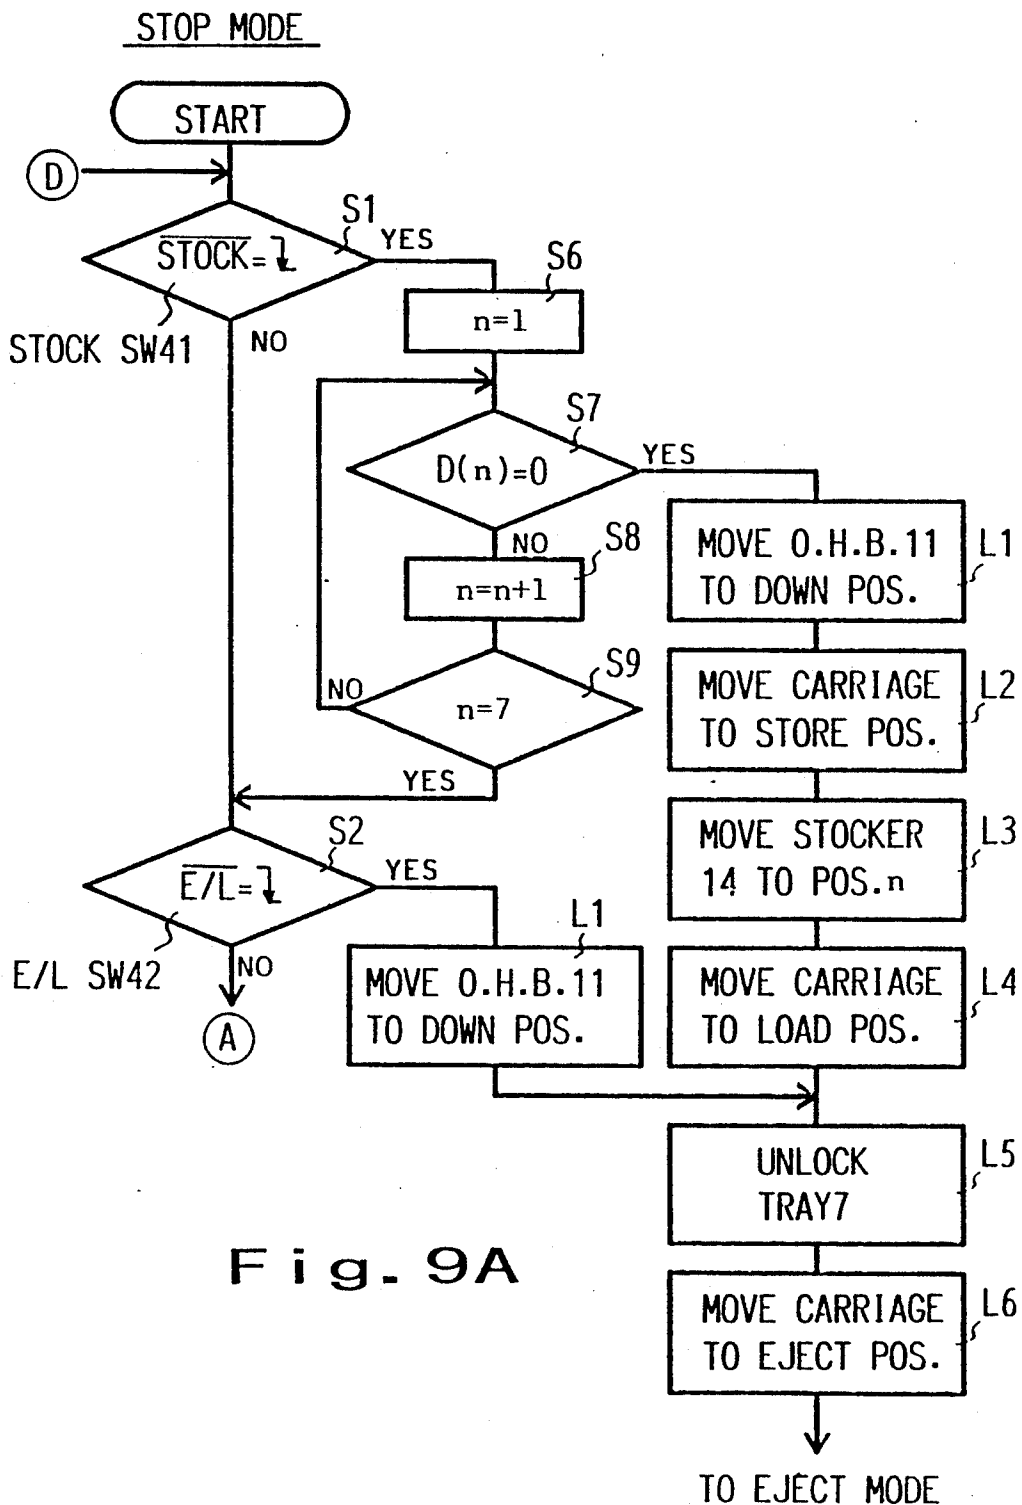 STOP MODE
START
D
S1
STOCK=
YES
STOCK SW41
NO
S6
n=1
S7
D(n)=0
YES
NO
S8
n=n+1
S9
n=7
NO
YES
MOVE O.H.B.11
TO DOWN POS.
L1
MOVE CARRIAGE
TO STORE POS.
L2
MOVE STOCKER
14 TO POS.n
L3
MOVE CARRIAGE
TO LOAD POS.
L4
S2
E/L=
YES
E/L SW42
NO
A
L1
MOVE O.H.B.11
TO DOWN POS.
UNLOCK
TRAY7
L5
MOVE CARRIAGE
TO EJECT POS.
L6
TO EJECT MODE
Fig. 9A